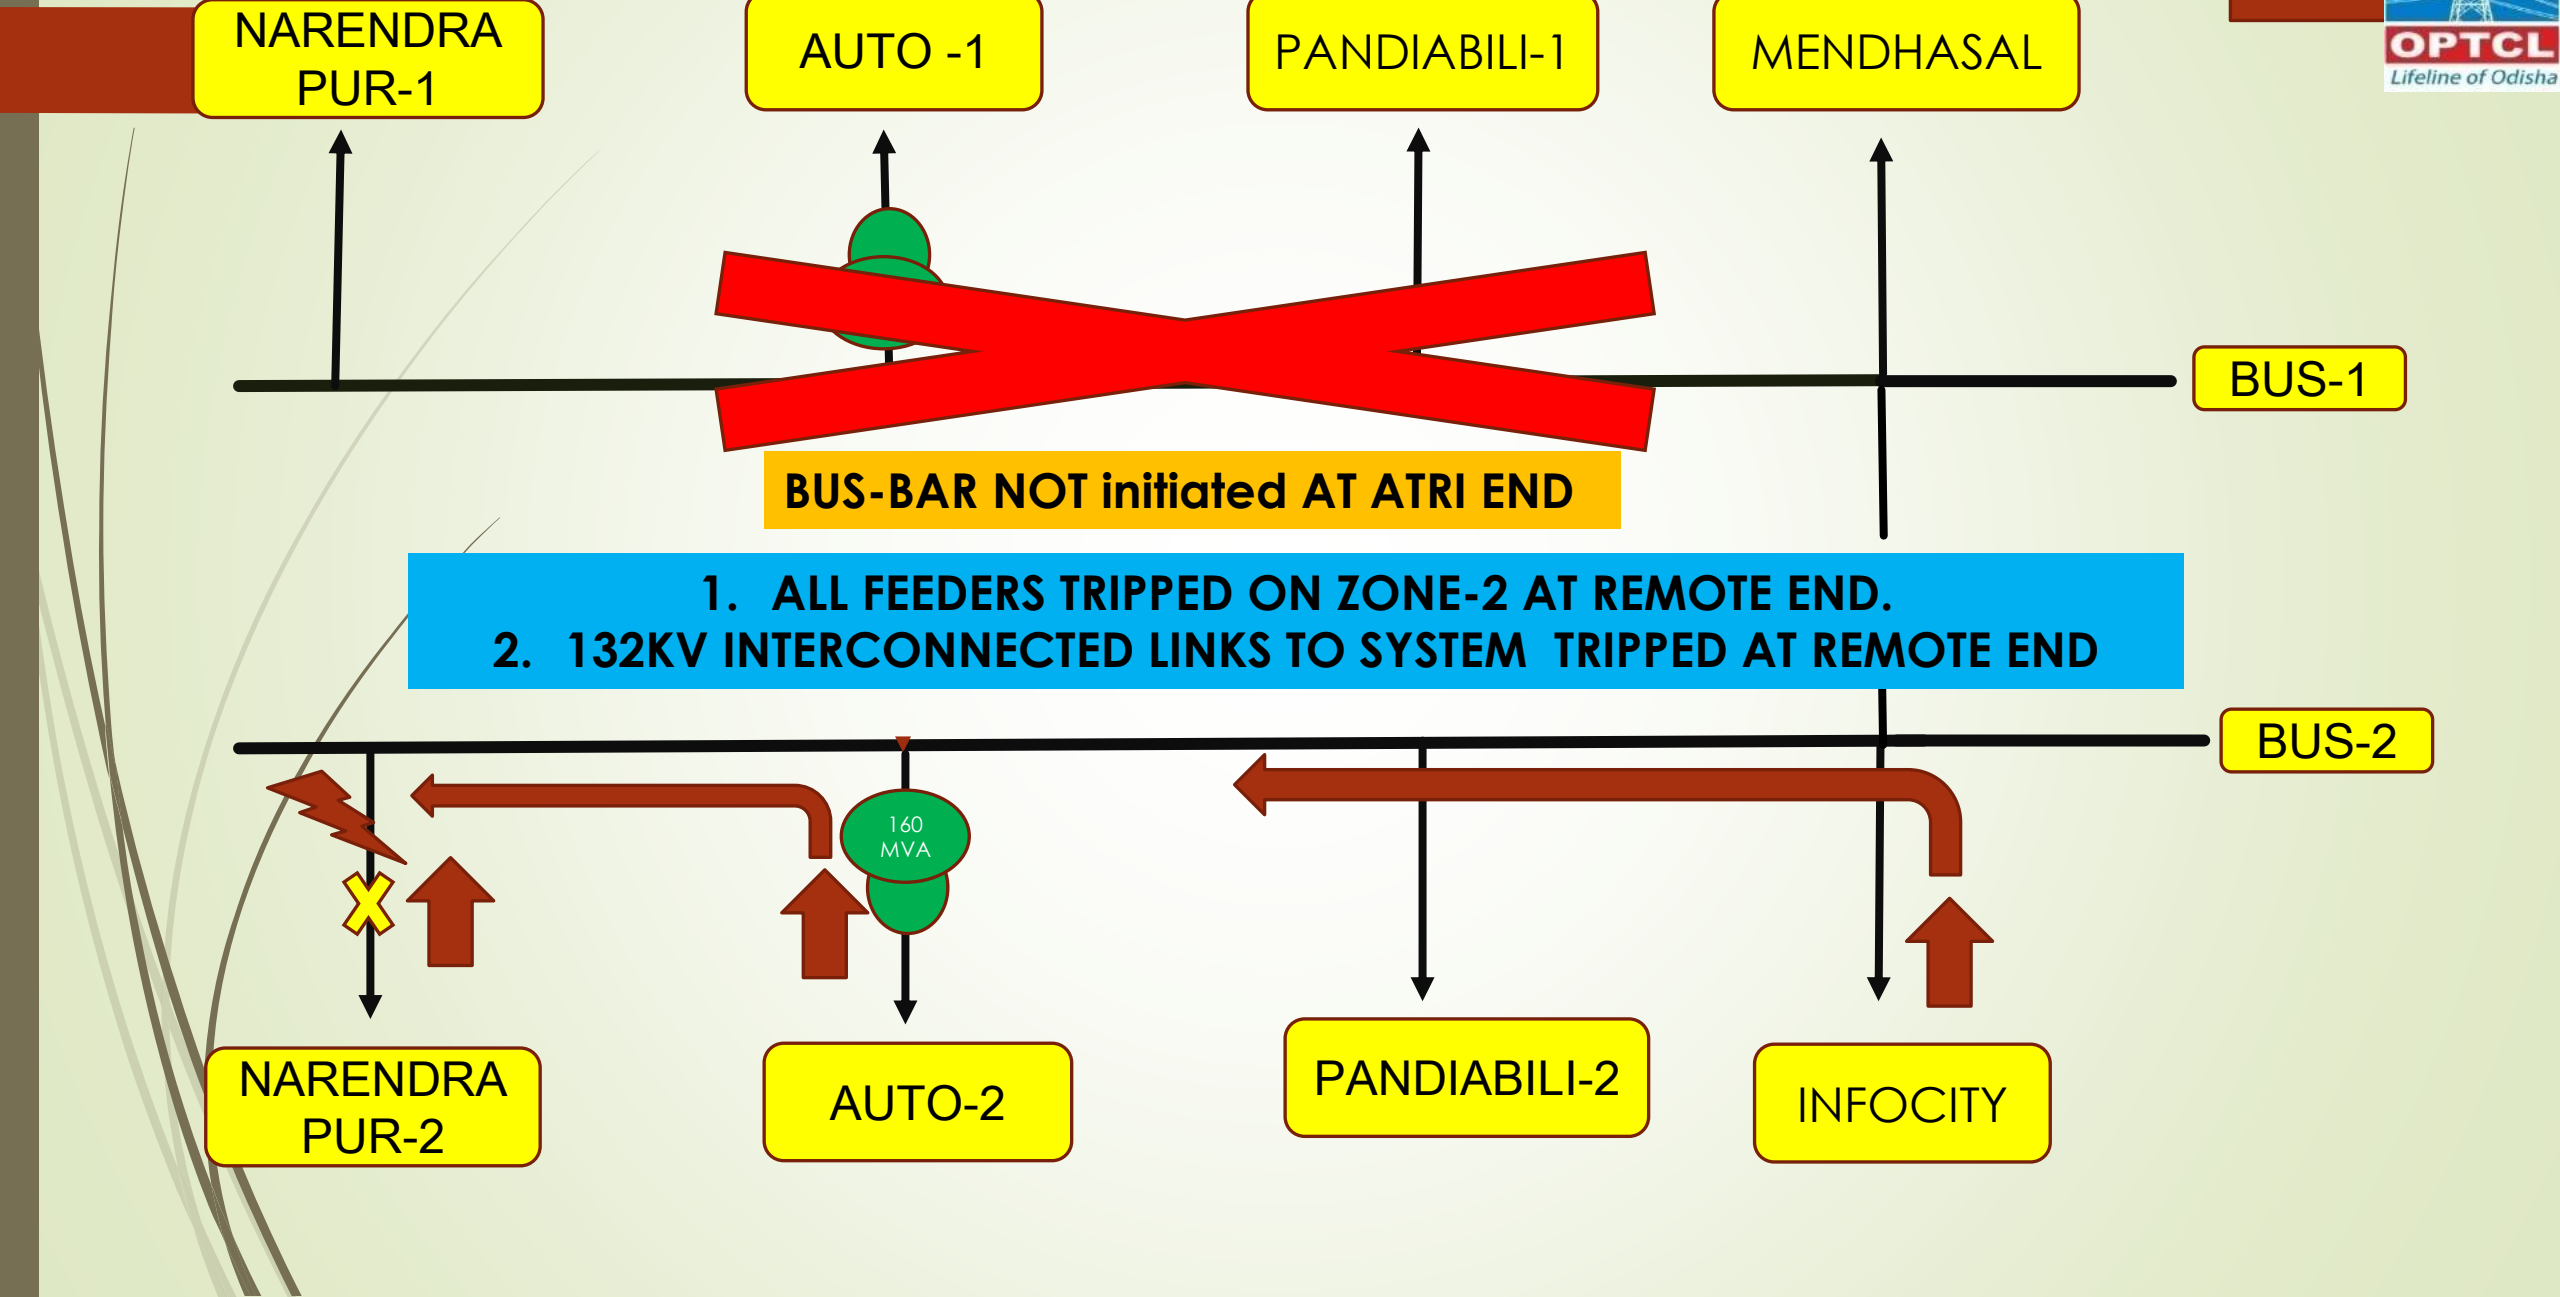 NARENDRA
PUR-1
AUTO -1
PANDIABILI-1
MENDHASAL
OPTCL
Lifeline of Odisha
BUS-1
BUS-BAR NOT initiated AT ATRI END
1. ALL FEEDERS TRIPPED ON ZONE-2 AT REMOTE END.
2. 132KV INTERCONNECTED LINKS TO SYSTEM TRIPPED AT REMOTE END
BUS-2
160
MVA
NARENDRA
PUR-2
AUTO-2
PANDIABILI-2
INFOCITY